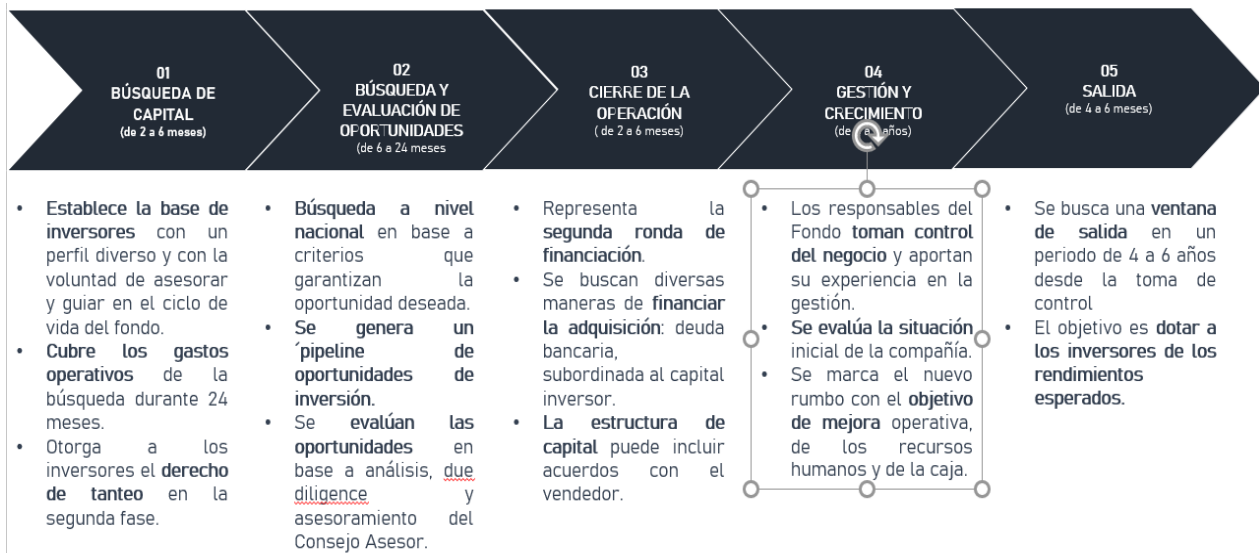 01
BÚSQUEDA DE
CAPITAL
(de 2 a 6 meses)
02
BÚSQUEDA Y
EVALUACIÓN DE
OPORTUNIDADES
(de 6 a 24 meses
03
CIERRE DE LA
OPERACIÓN
( de 2 a 6 meses)
04
GESTIÓN Y
CRECIMIENTO
(de años)
05
SALIDA
(de 4 a 6 meses)
• Establece la base de
inversores con un
perfil diverso y con la
voluntad de asesorar
y guiar en el ciclo de
vida del fondo.
• Cubre los gastos
operativos de la
búsqueda durante 24
meses.
• Otorga a los
inversores el derecho
de tanteo en la
segunda fase.
• Búsqueda a nivel
nacional en base a
criterios que
garantizan la
oportunidad deseada.
• Se genera un
´pipeline de
oportunidades de
inversión.
• Se evalúan las
oportunidades en
base a análisis, due
diligence y
asesoramiento del
Consejo Asesor.
• Representa la
segunda ronda de
financiación.
• Se buscan diversas
maneras de financiar
la adquisición: deuda
bancaria,
subordinada al capital
inversor.
• La estructura de
capital puede incluir
acuerdos con el
vendedor.
• Los responsables del
Fondo toman control
del negocio y aportan
su experiencia en la
gestión.
• Se evalúa la situación
inicial de la compañía.
• Se marca el nuevo
rumbo con el objetivo
de mejora operativa,
de los recursos
humanos y de la caja.
• Se busca una ventana
de salida en un
periodo de 4 a 6 años
desde la toma de
control
• El objetivo es dotar a
los inversores de los
rendimientos
esperados.